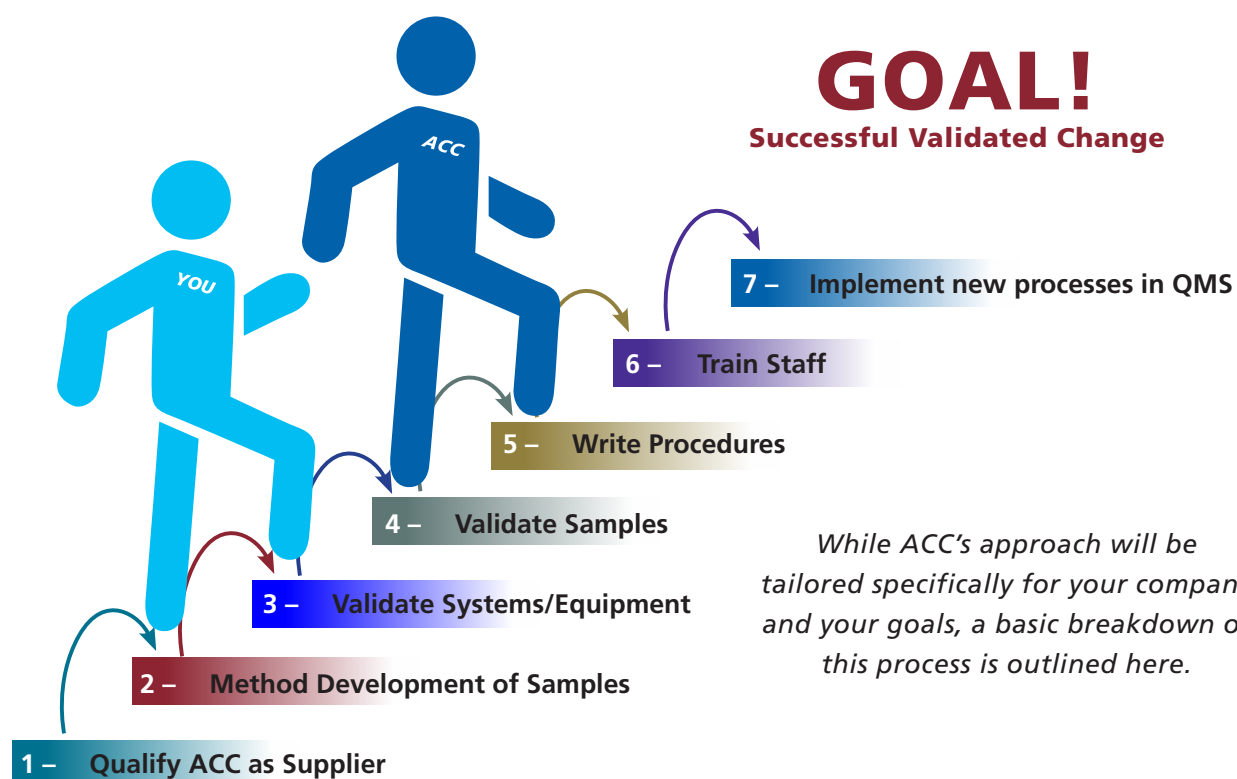 GOAL!
Successful Validated Change
ACC
YOU
7 – Implement new processes in QMS
6 – Train Staff
5 – Write Procedures
4 – Validate Samples
3 – Validate Systems/Equipment
2 – Method Development of Samples
1 – Qualify ACC as Supplier
While ACC's approach will be
tailored specifically for your compan
and your goals, a basic breakdown o
this process is outlined here.